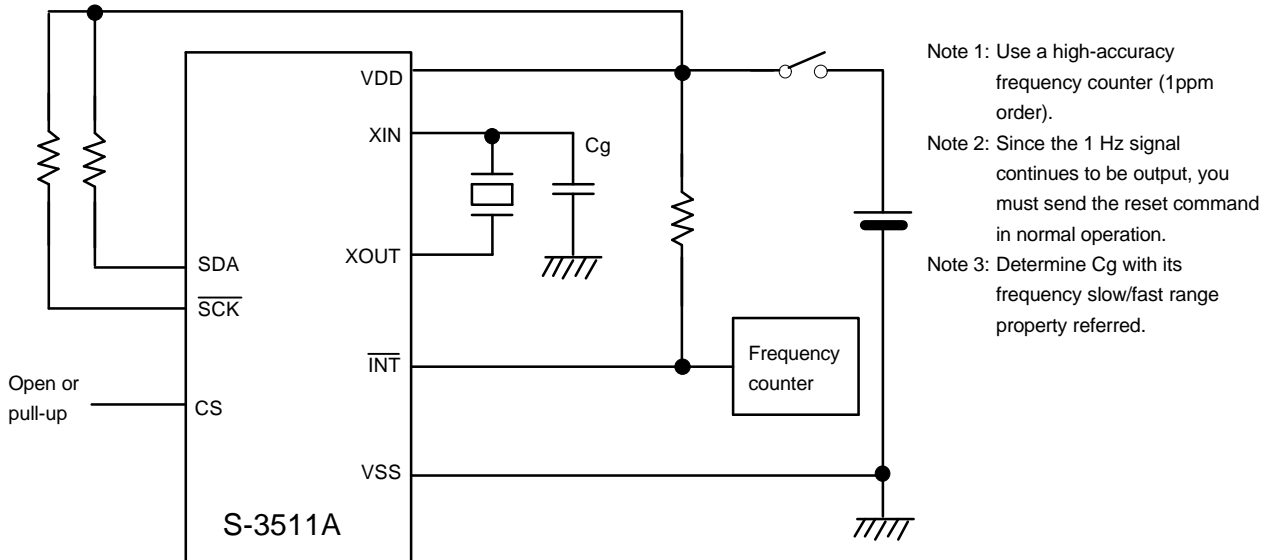 VDD
XIN
Cg
XOUT
SDA
SCK
INT
Frequency
counter
Open or
pull-up
CS
VSS
S-3511A
Note 1: Use a high-accuracy
frequency counter (1ppm
order).
Note 2: Since the 1 Hz signal
continues to be output, you
must send the reset command
in normal operation.
Note 3: Determine Cg with its
frequency slow/fast range
property referred.